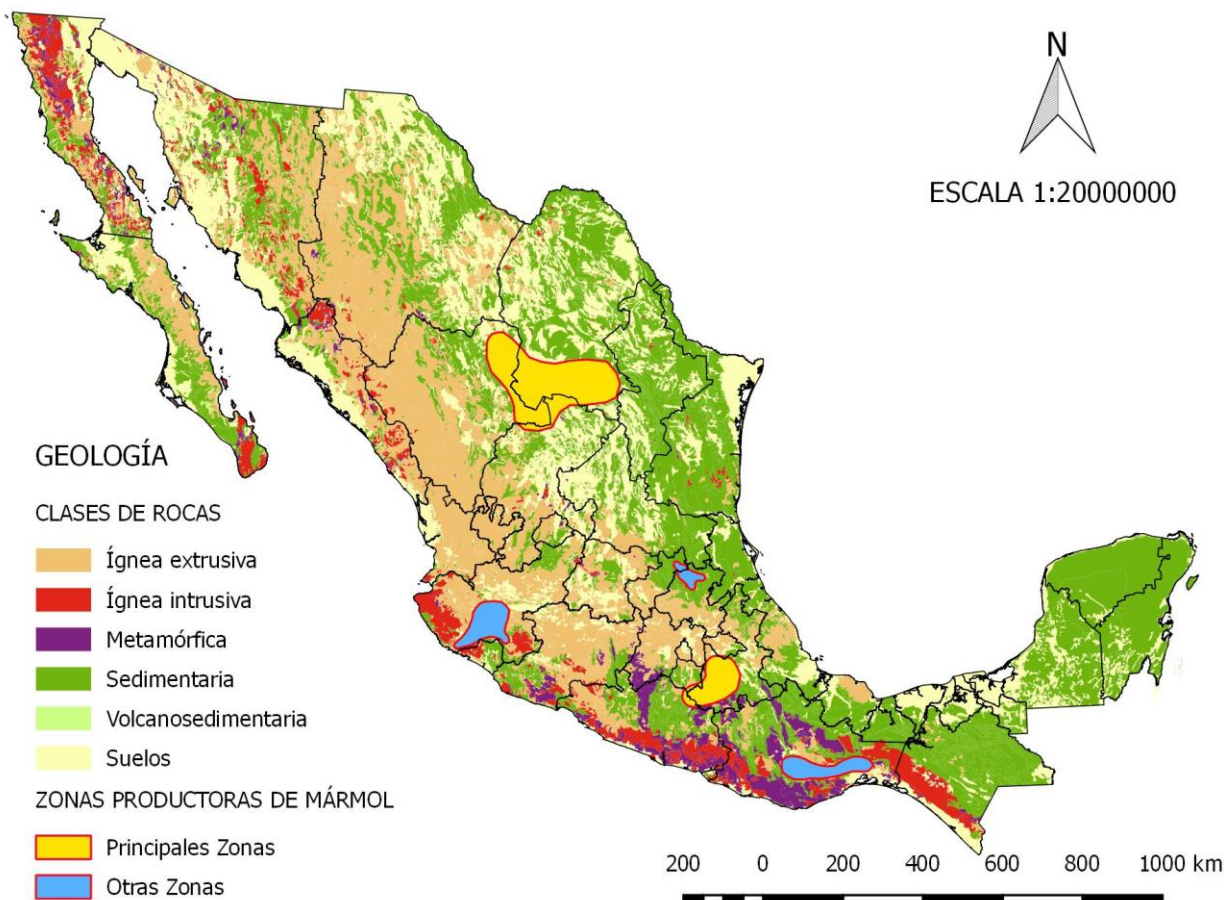 N
ESCALA 1:20000000
GEOLOGÍA
CLASES DE ROCAS
Ígnea extrusiva
Ígnea intrusiva
Metamórfica
Sedimentaria
Volcanosedimentaria
Suelos
ZONAS PRODUCTORAS DE MÁRMOL
Principales Zonas
Otras Zonas
200 0 200 400 600 800 1000 km